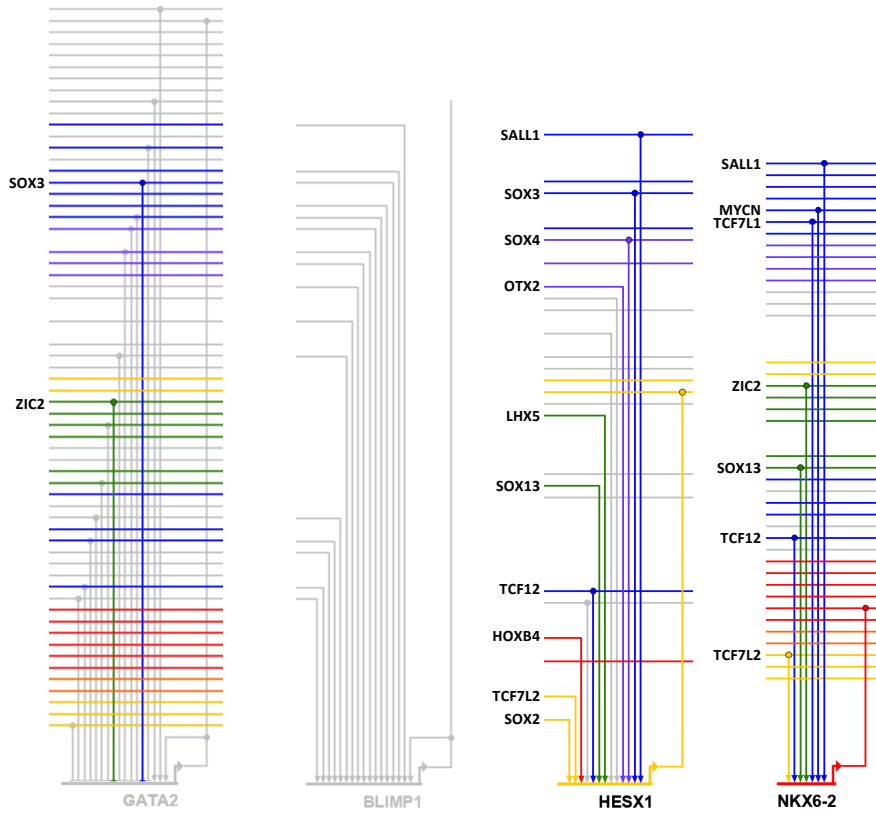 SOX3
ZIC2
GATA2
BLIMP1
SALL1
SOX3
SOX4
OTX2
LHX5
SOX13
TCF12
HOXB4
TCF7L2
SOX2
HESX1
SALL1
MYCN
TCF7L1
ZIC2
SOX13
TCF12
TCF7L2
NKX6-2